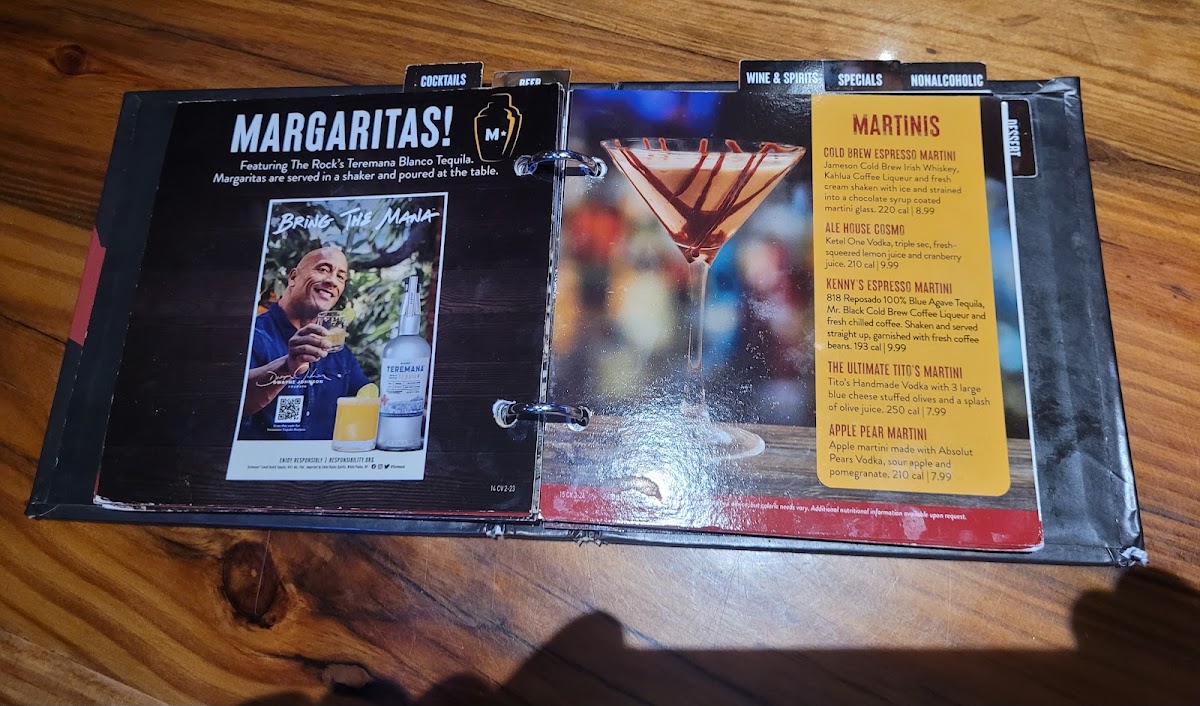 COCKTAILS
BEER
WINE & SPIRITS
SPECIALS
NONALCOHOLIC
DESSERT
MARGARITAS!
M★
Featuring The Rock's Teremana Blanco Tequila.
Margaritas are served in a shaker and poured at the table.
BRING THE MANA
DWAYNE JOHNSON
TEREMANA
ENJOY RESPONSIBLY | RESPONSIBILITY.ORG
14 CV 2-23
MARTINIS
COLD BREW ESPRESSO MARTINI
Jameson Cold Brew Irish Whiskey,
Kahlua Coffee Liqueur and fresh
cream shaken with ice and strained
into a chocolate syrup coated
martini glass. 220 cal | 8.99
ALE HOUSE COSMO
Ketel One Vodka, triple sec, fresh-
squeezed lemon juice and cranberry
juice. 210 cal | 9.99
KENNY'S ESPRESSO MARTINI
818 Reposado 100% Blue Agave Tequila,
Mr. Black Cold Brew Coffee Liqueur and
fresh chilled coffee. Shaken and served
straight up, garnished with fresh coffee
beans. 193 cal | 9.99
THE ULTIMATE TITO'S MARTINI
Tito's Handmade Vodka with 3 large
blue cheese stuffed olives and a splash
of olive juice. 250 cal | 7.99
APPLE PEAR MARTINI
Apple martini made with Absolut
Pears Vodka, sour apple and
pomegranate. 210 cal | 7.99
but calorie needs vary. Additional nutritional information available upon request.